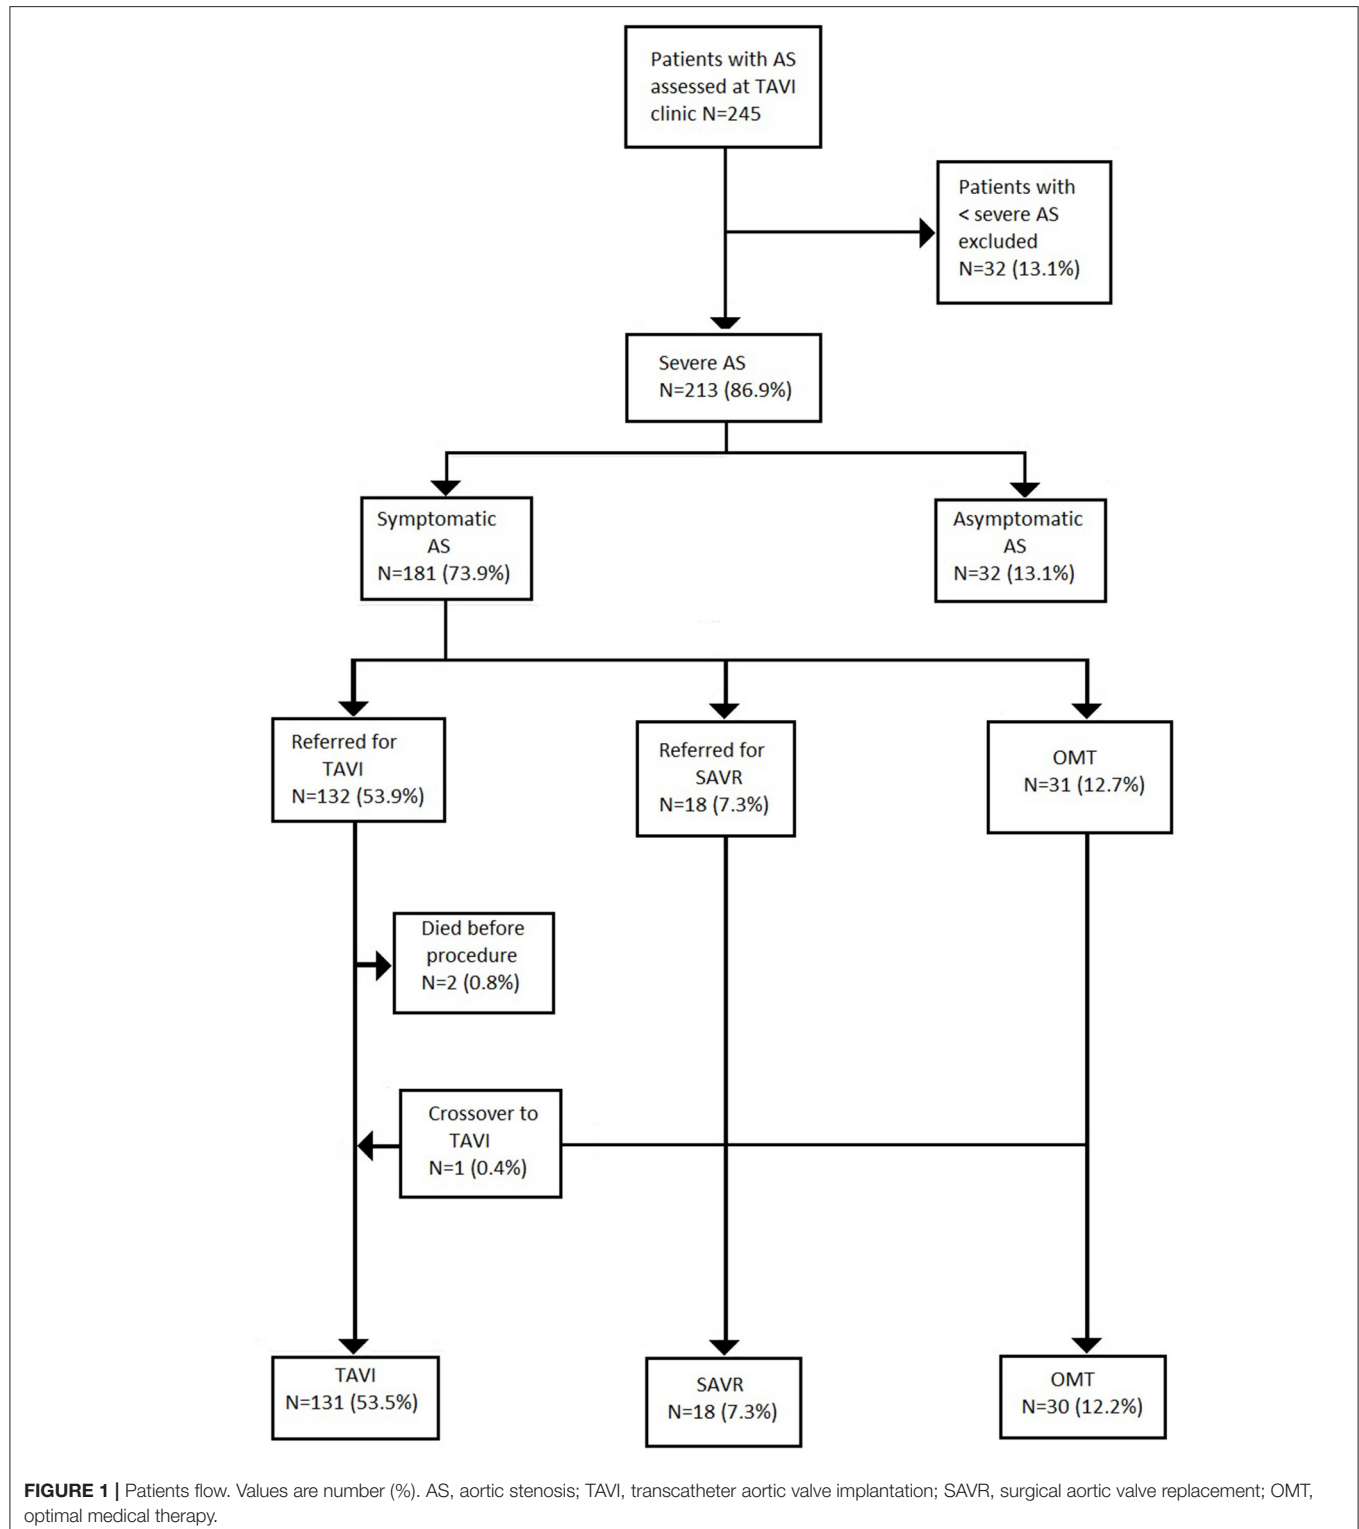 Patients with AS
assessed at TAVI
clinic N=245
Patients with
< severe AS
excluded
N=32 (13.1%)
Severe AS
N=213 (86.9%)
Symptomatic
AS
N=181 (73.9%)
Asymptomatic
AS
N=32 (13.1%)
Referred for
TAVI
N=132 (53.9%)
Referred for
SAVR
N=18 (7.3%)
OMT
N=31 (12.7%)
Died before
procedure
N=2 (0.8%)
Crossover to
TAVI
N=1 (0.4%)
TAVI
N=131 (53.5%)
SAVR
N=18 (7.3%)
OMT
N=30 (12.2%)
FIGURE 1 | Patients flow. Values are number (%). AS, aortic stenosis; TAVI, transcatheter aortic valve implantation; SAVR, surgical aortic valve replacement; OMT,
optimal medical therapy.